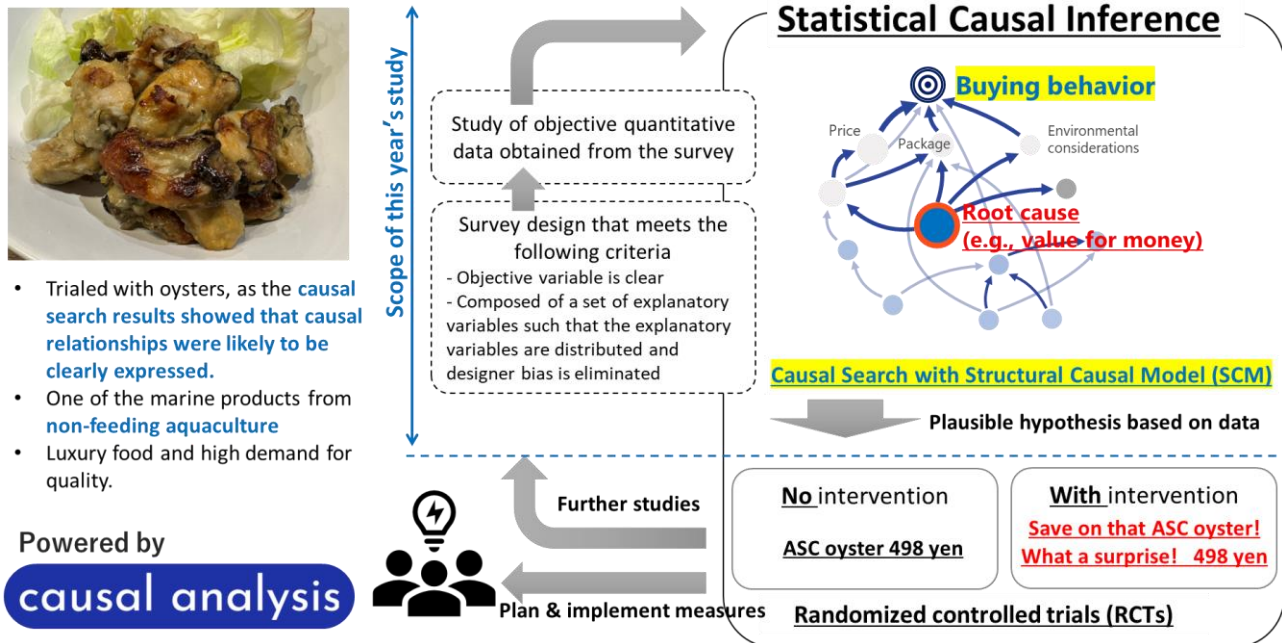 Statistical Causal Inference
Scope of this year's study
Study of objective quantitative
data obtained from the survey
Survey design that meets the
following criteria
- Objective variable is clear
- Composed of a set of explanatory
variables such that the explanatory
variables are distributed and
designer bias is eliminated
Buying behavior
Price
Package
Environmental
considerations
Root cause
(e.g., value for money)
Causal Search with Structural Causal Model (SCM)
Plausible hypothesis based on data
• Trialed with oysters, as the causal
search results showed that causal
relationships were likely to be
clearly expressed.
• One of the marine products from
non-feeding aquaculture
• Luxury food and high demand for
quality.
Powered by
causal analysis
Further studies
Plan & implement measures
No intervention
ASC oyster 498 yen
With intervention
Save on that ASC oyster!
What a surprise! 498 yen
Randomized controlled trials (RCTs)